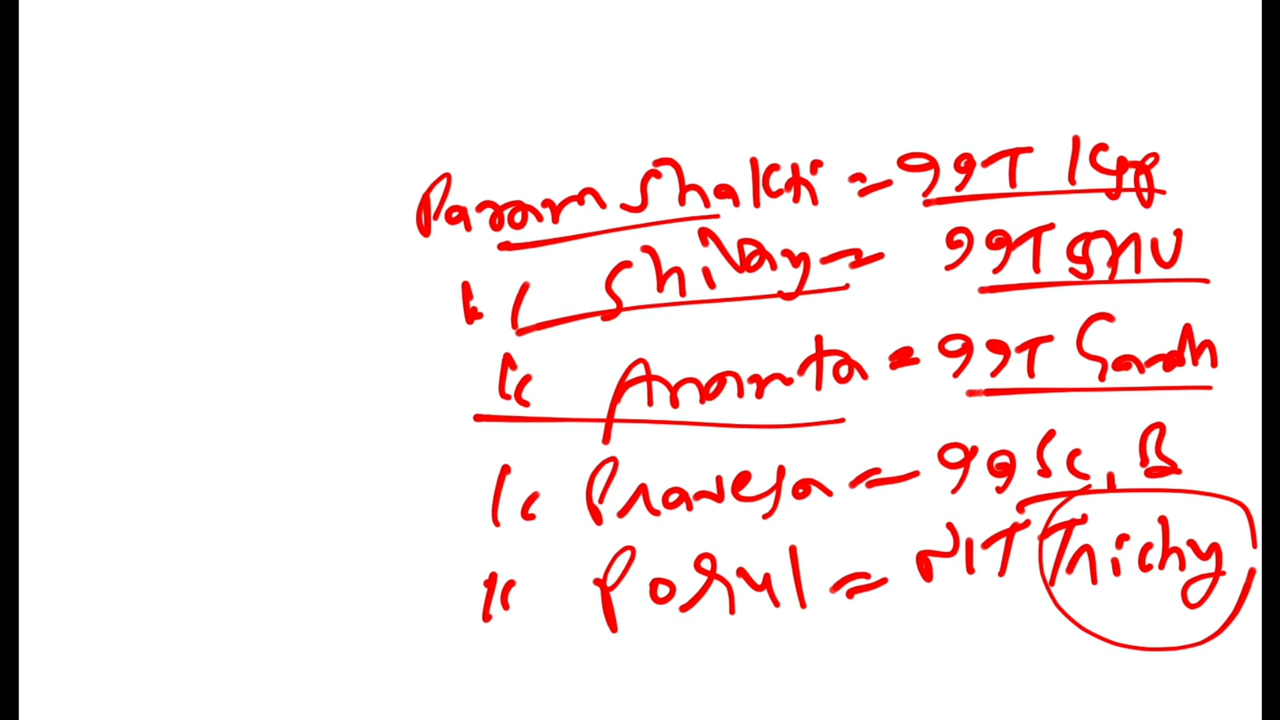 Param Shakti = IIT Kgp
" Shivay = IIT BHU
" Ananta = IIT Gandh
" Pravega = IISc, B
" Porul = NIT Trichy